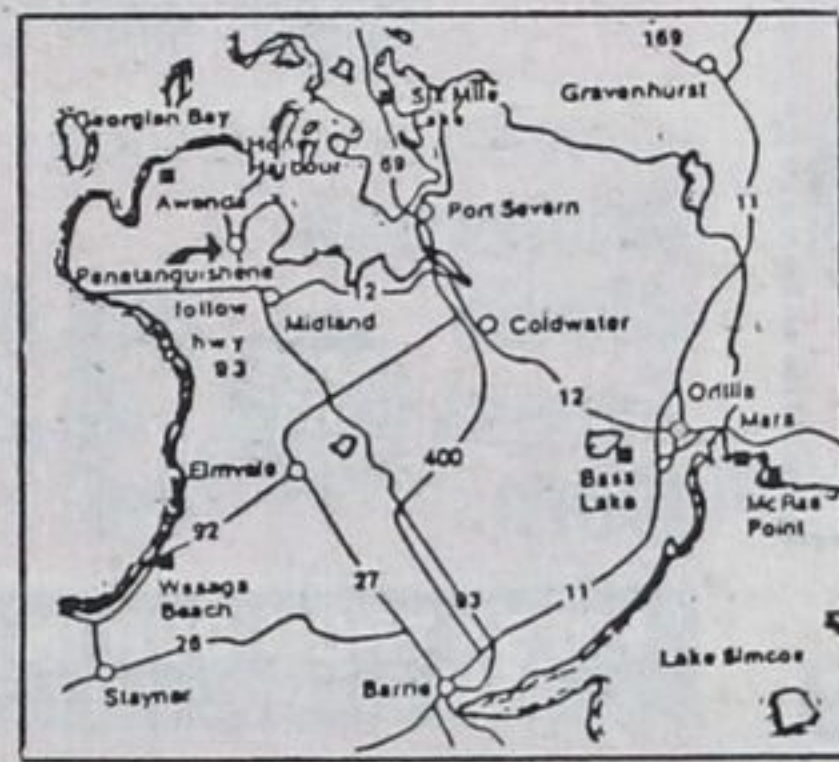 169
Gravenhurst
Georgian Bay
Six Mile
Lake
Honey
Harbour
69
11
Awenda
Port Severn
Penetanguishene
12
follow
Midland
Coldwater
hwy
93
12
Orillia
Mara
400
Elmvale
Bass
Lake
McRae
Point
92
27
93
11
Wasaga
Beach
26
Lake Simcoe
Stayner
Barrie